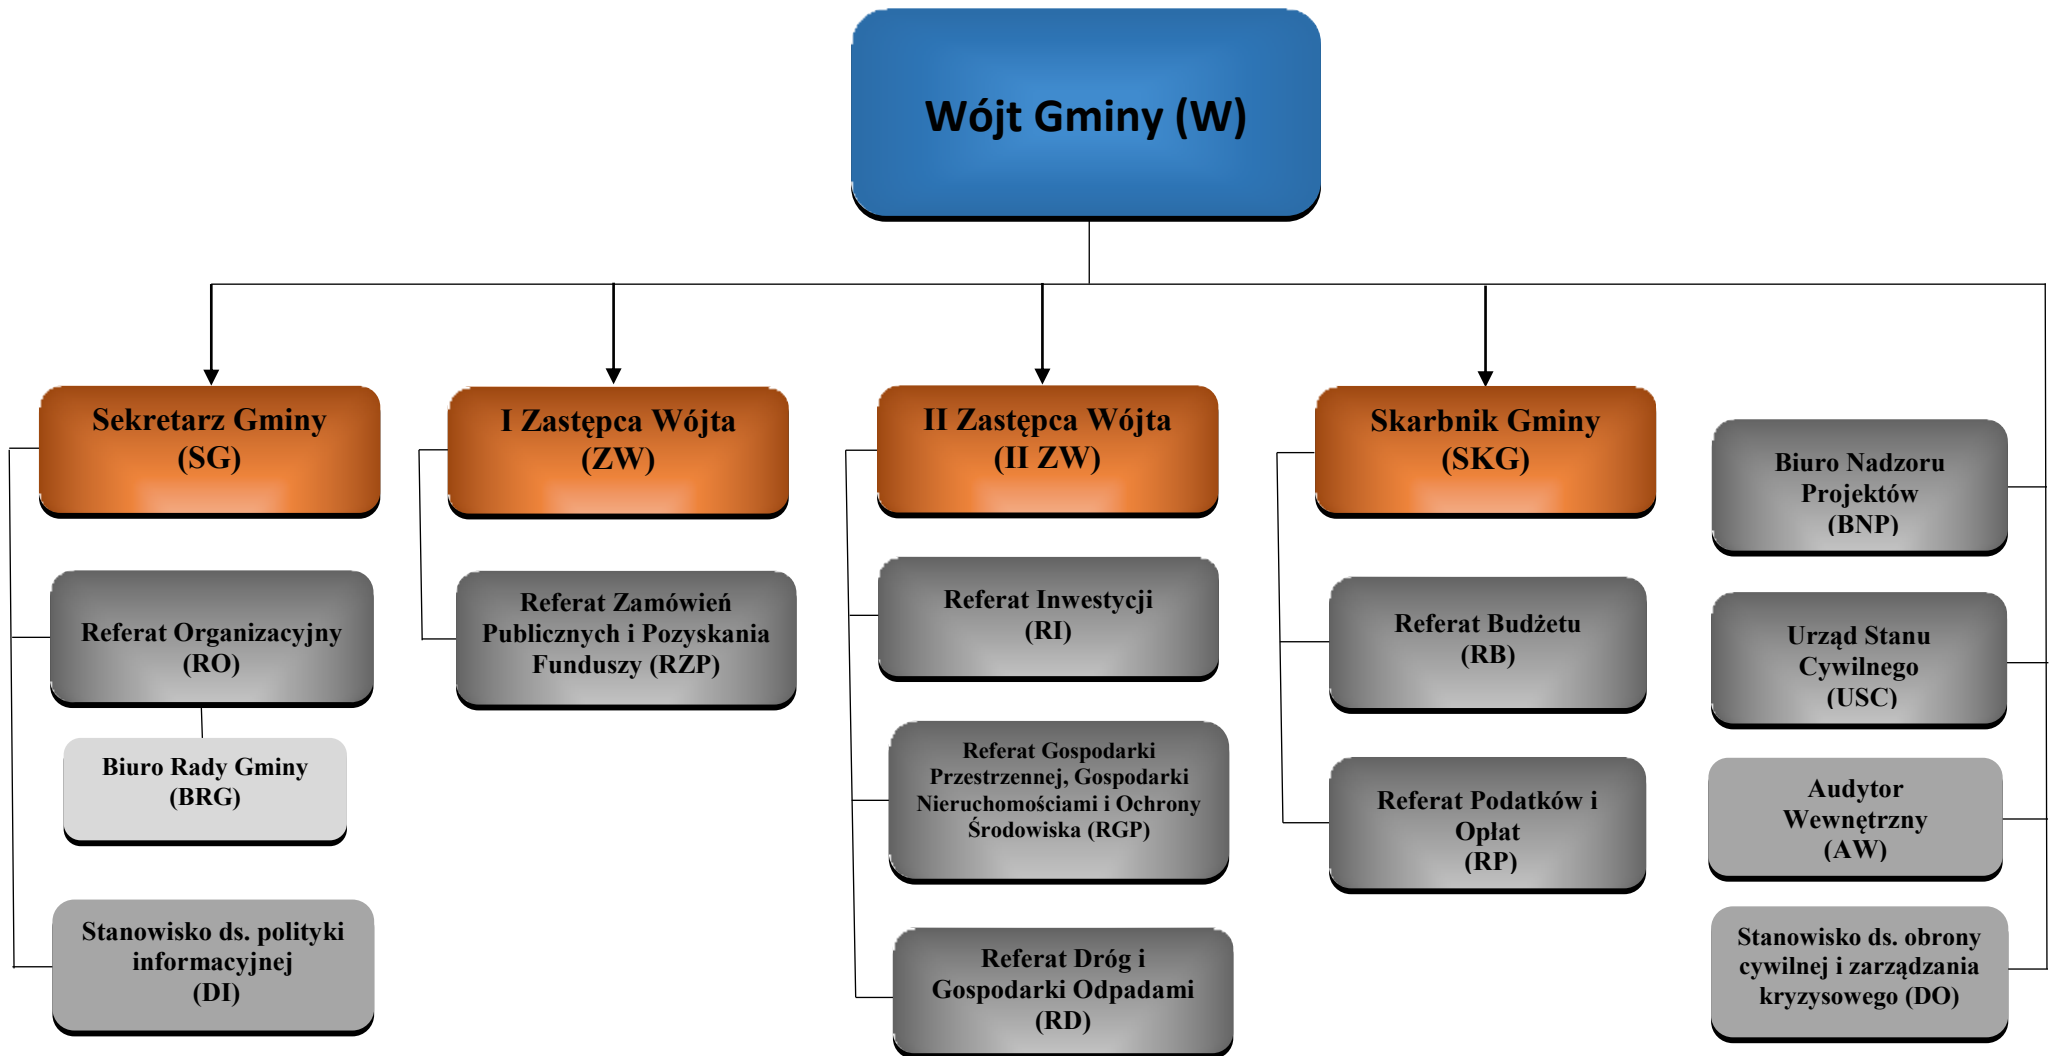 Wójt Gminy (W)
Sekretarz Gminy
(SG)
I Zastępca Wójta
(ZW)
II Zastępca Wójta
(II ZW)
Skarbnik Gminy
(SKG)
Referat Organizacyjny
(RO)
Biuro Rady Gminy
(BRG)
Stanowisko ds. polityki
informacyjnej
(DI)
Referat Zamówień
Publicznych i Pozyskania
Funduszy (RZP)
Referat Inwestycji
(RI)
Referat Gospodarki
Przestrzennej, Gospodarki
Nieruchomościami i Ochrony
Środowiska (RGP)
Referat Dróg i
Gospodarki Odpadami
(RD)
Referat Budżetu
(RB)
Referat Podatków i
Opłat
(RP)
Biuro Nadzoru
Projektów
(BNP)
Urząd Stanu
Cywilnego
(USC)
Audytor
Wewnętrzny
(AW)
Stanowisko ds. obrony
cywilnej i zarządzania
kryzysowego (DO)